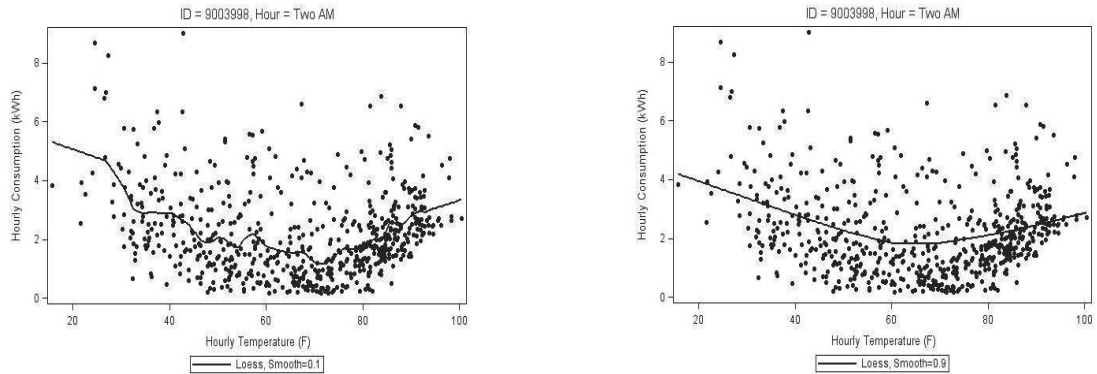 ID = 9003998, Hour = Two AM
Hourly Consumption (kWh)
8
6
4
2
0
20 40 60 80 100
Hourly Temperature (F)
Loess, Smooth=0.1
ID = 9003998, Hour = Two AM
Hourly Consumption (kWh)
8
6
4
2
0
20 40 60 80 100
Hourly Temperature (F)
Loess, Smooth=0.9